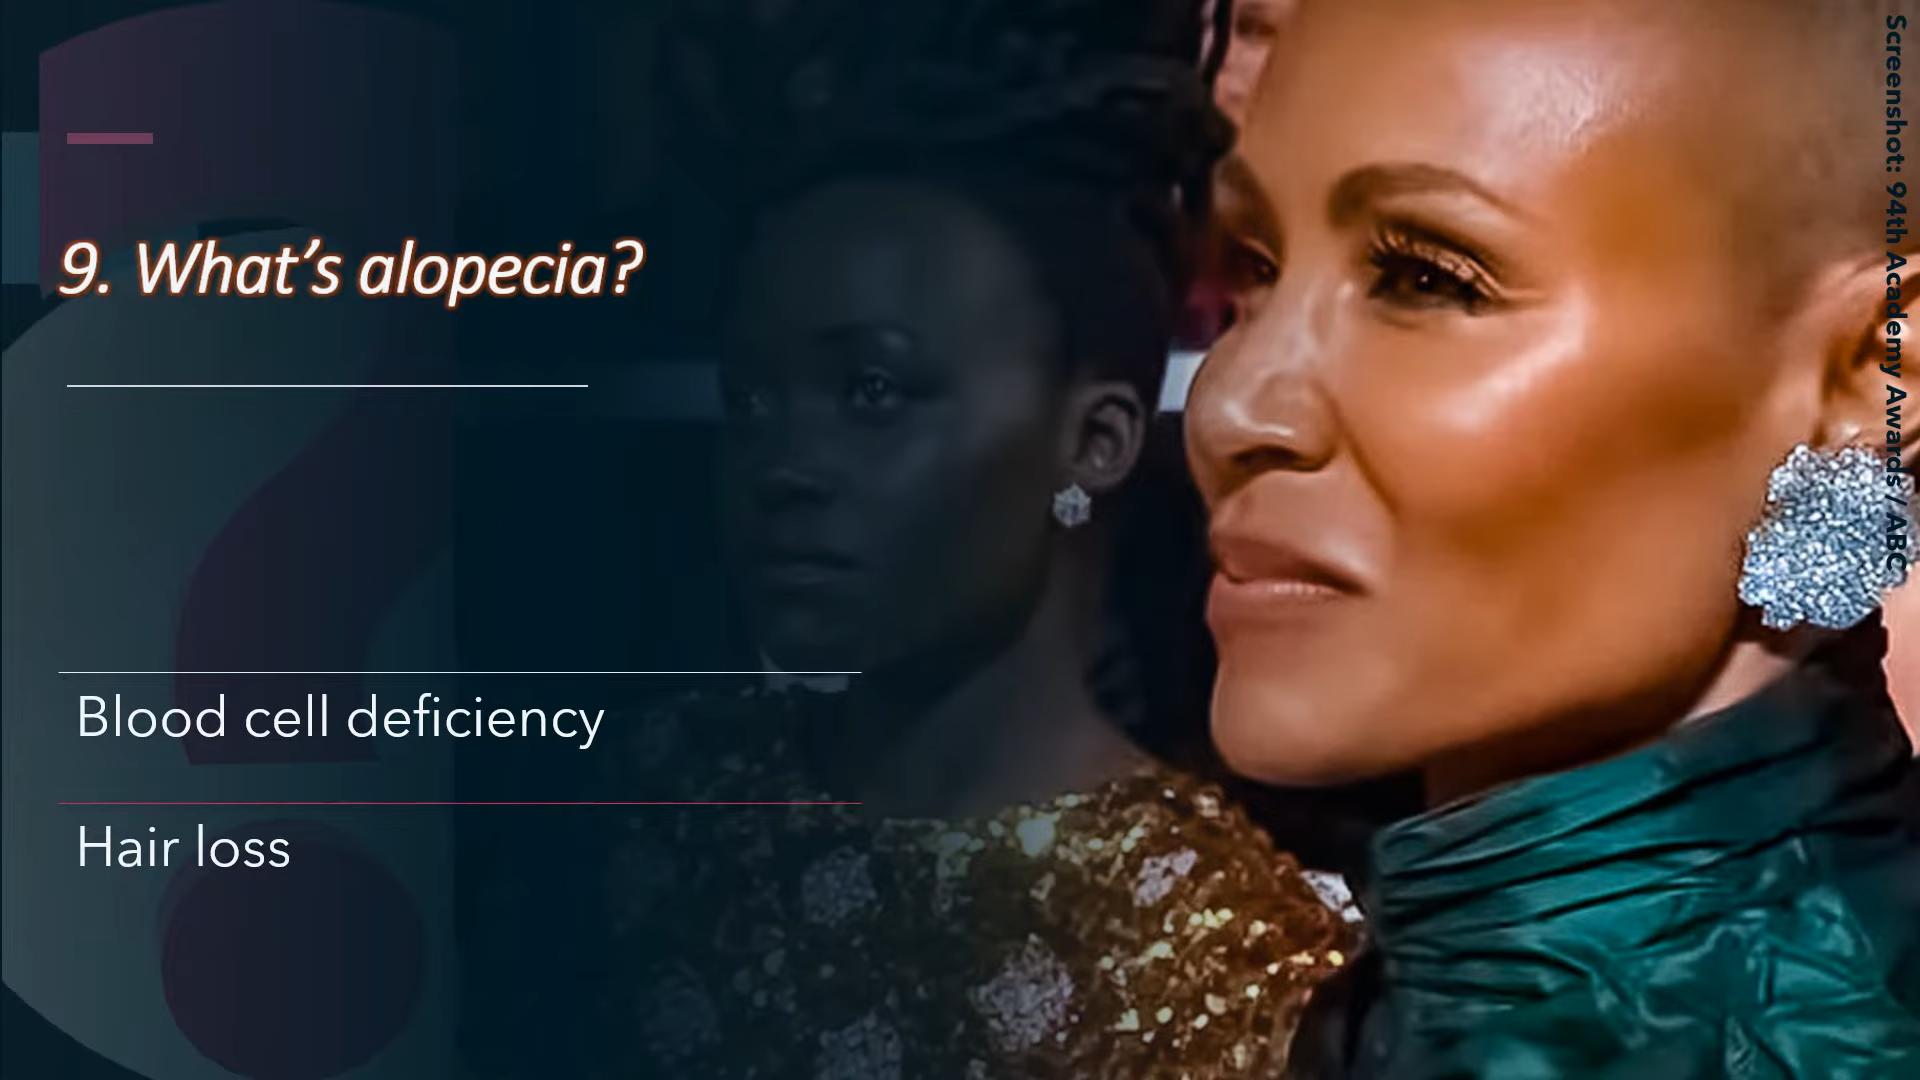 9. What’s alopecia?
Blood cell deficiency
Hair loss
Screenshot: 94th Academy Awards / ABC